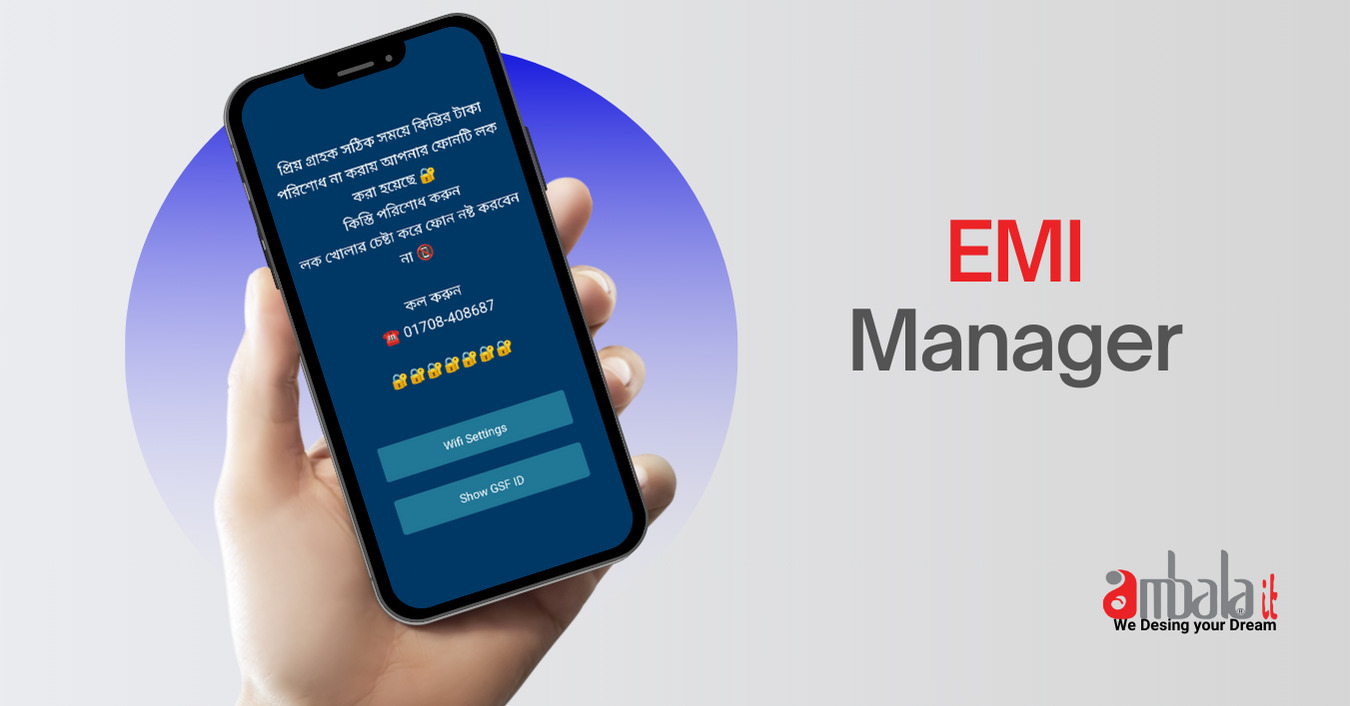 প্রিয় গ্রাহক সঠিক সময়ে কিস্তির টাকা
পরিশোধ না করায় আপনার ফোনটি লক
করা হয়েছে 🔐
কিস্তি পরিশোধ করুন
লক খোলার চেষ্টা করে ফোন নষ্ট করবেন
না 📵
কল করুন
☎️ 01708-408687
🔐🔐🔐🔐🔐🔐🔐
Wifi Settings
Show GSF ID
EMI
Manager
ambala it
We Desing your Dream